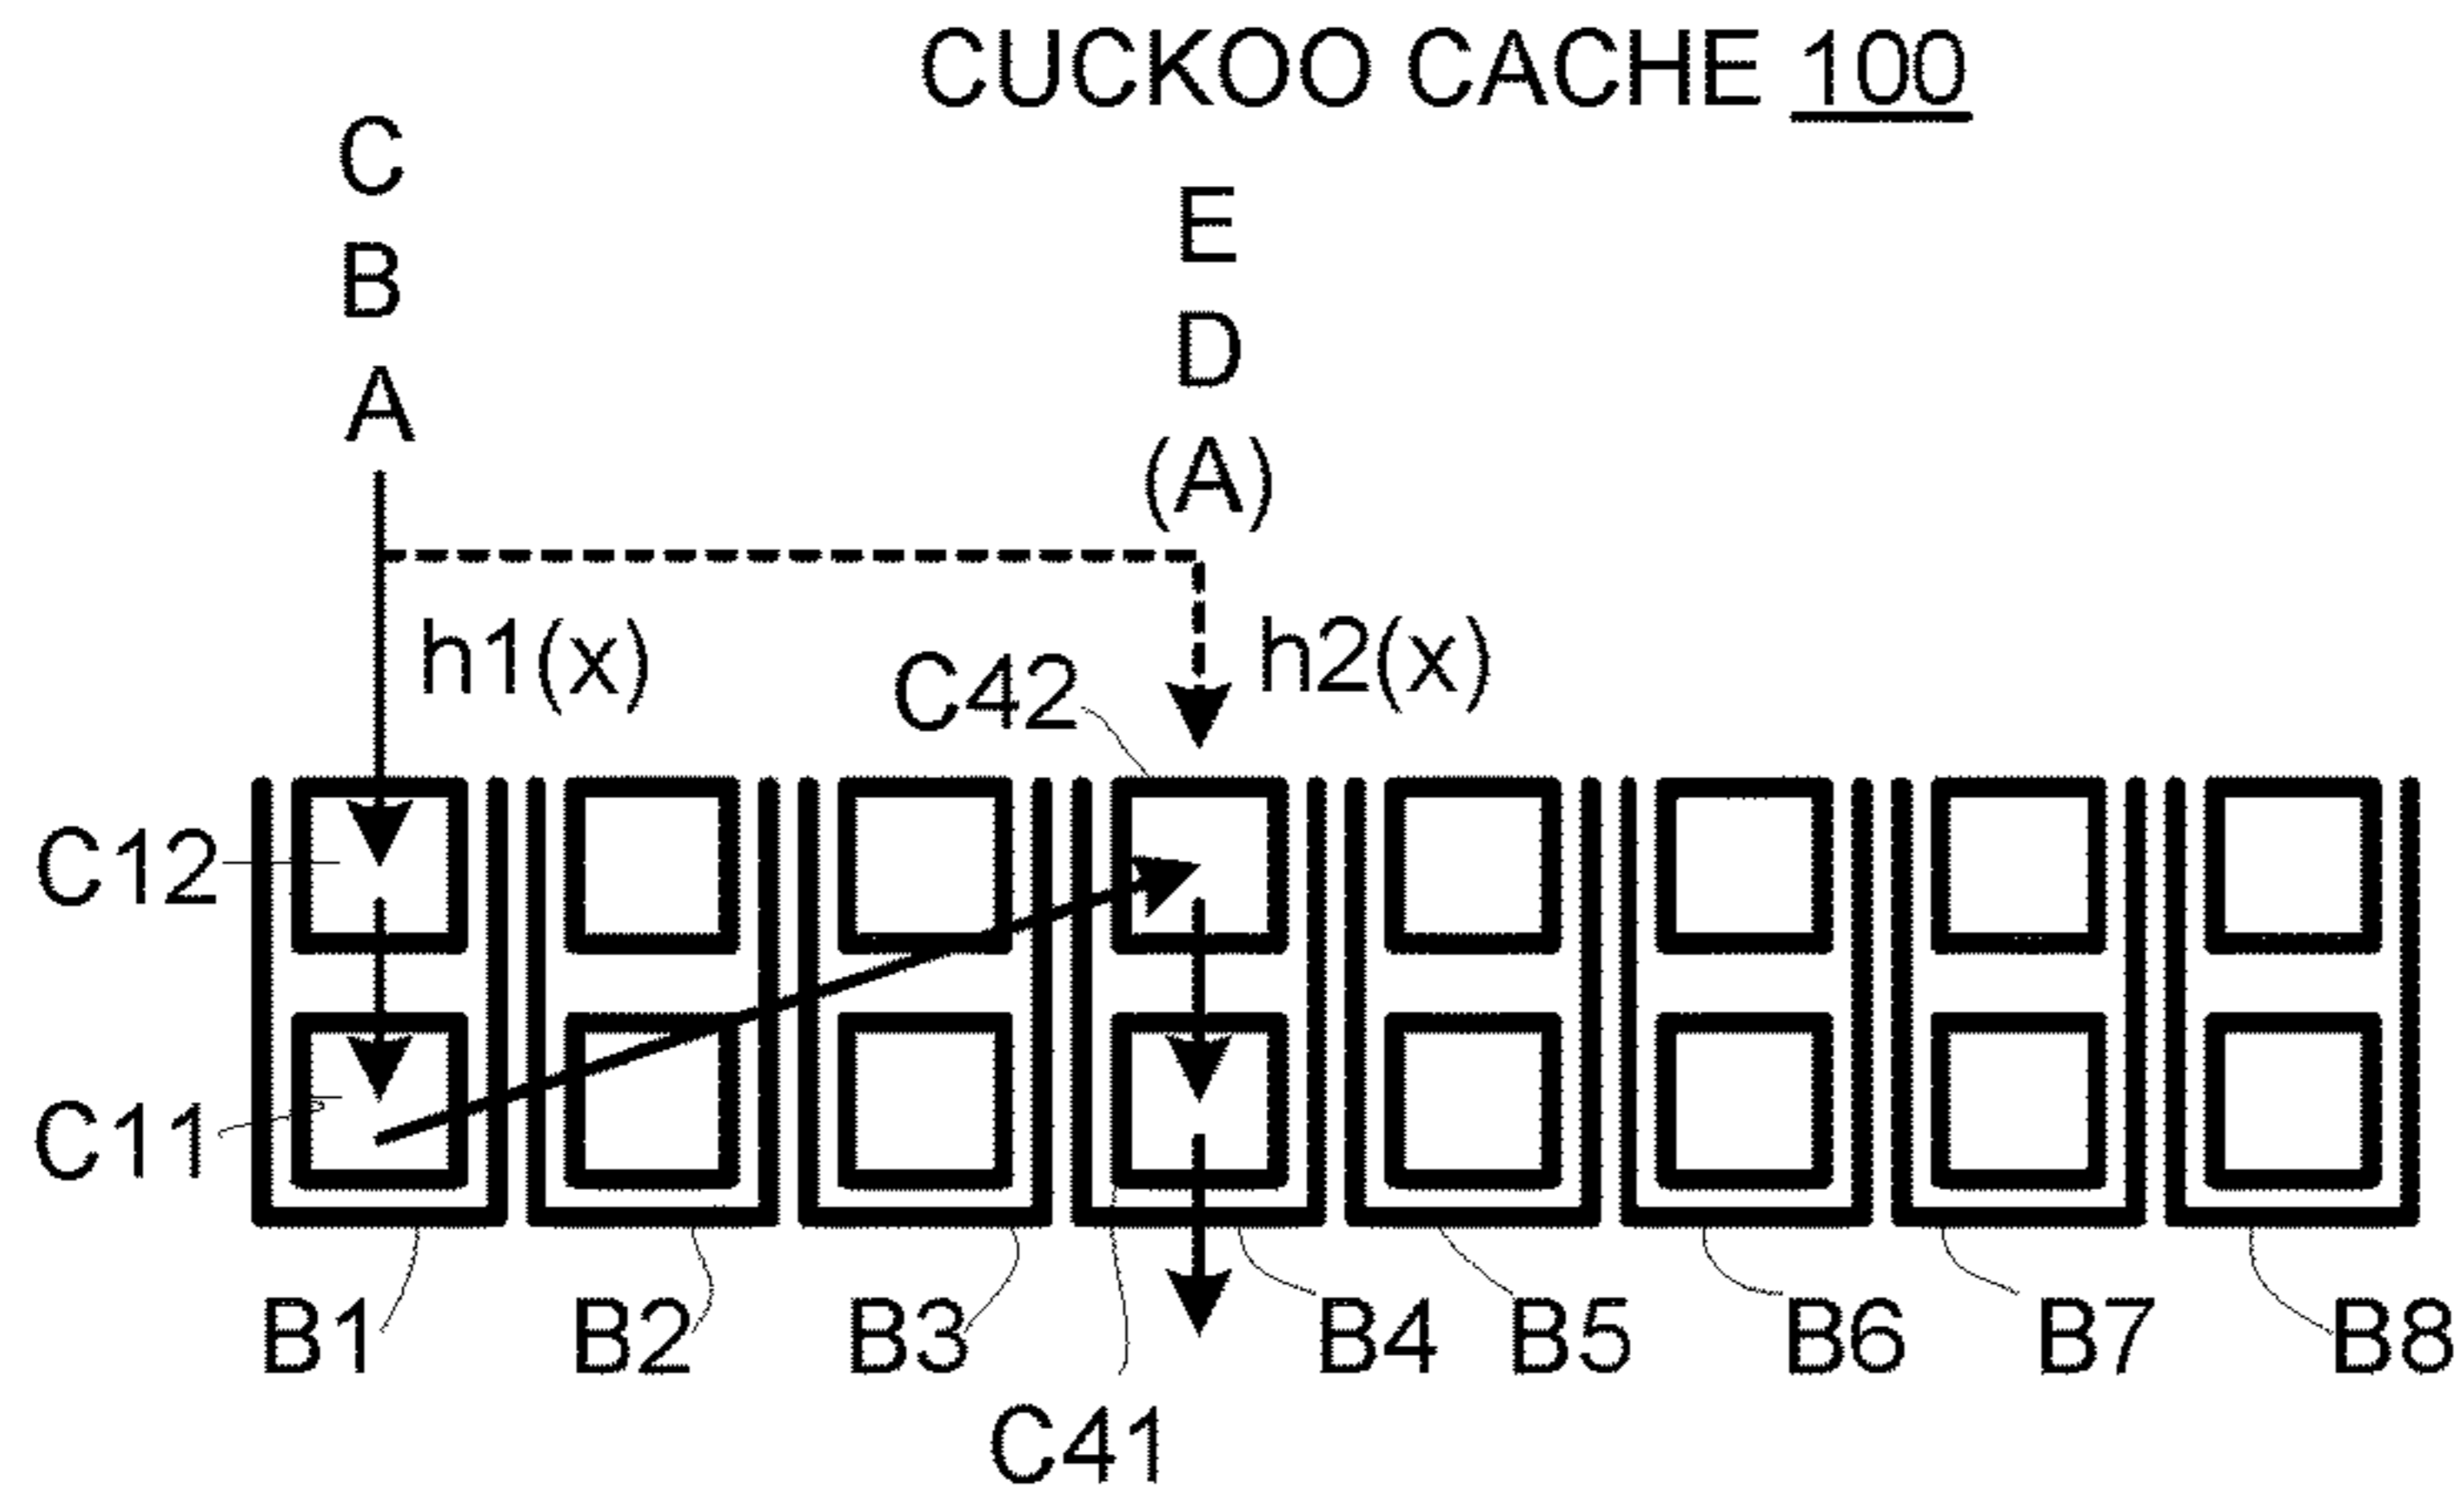 CUCKOO CACHE 100
C
B
A
E
D
(A)
h1(x)
h2(x)
C42
C12
C11
B1
B2
B3
B4
B5
B6
B7
B8
C41